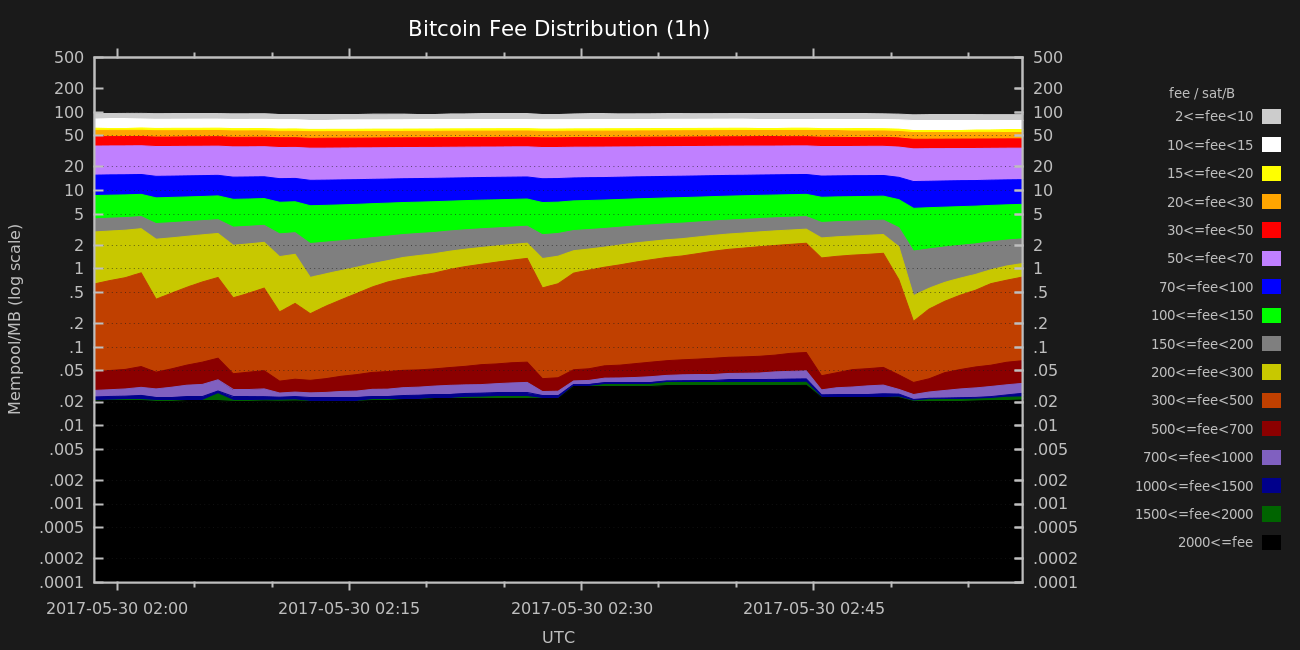 Bitcoin Fee Distribution (1h)
Mempool/MB (log scale)
500
200
100
50
20
10
5
2
1
.5
.2
.1
.05
.02
.01
.005
.002
.001
.0005
.0002
.0001
500
200
100
50
20
10
5
2
1
.5
.2
.1
.05
.02
.01
.005
.002
.001
.0005
.0002
.0001
2017-05-30 02:00
2017-05-30 02:15
2017-05-30 02:30
2017-05-30 02:45
UTC
fee / sat/B
2<=fee<10
10<=fee<15
15<=fee<20
20<=fee<30
30<=fee<50
50<=fee<70
70<=fee<100
100<=fee<150
150<=fee<200
200<=fee<300
300<=fee<500
500<=fee<700
700<=fee<1000
1000<=fee<1500
1500<=fee<2000
2000<=fee